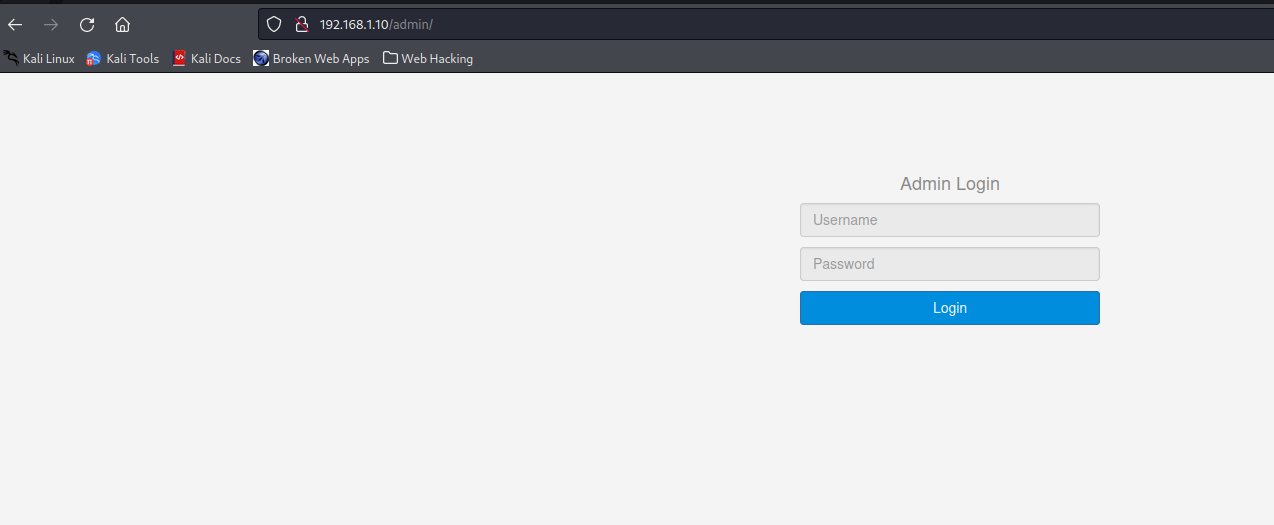 192.168.1.10/admin/
Kali Linux Kali Tools Kali Docs Broken Web Apps Web Hacking
Admin Login
Username
Password
Login